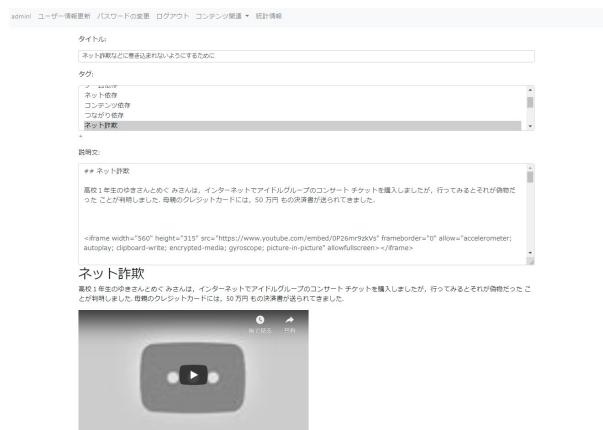 admini ユーザー情報更新 パスワードの変更 ログアウト コンテンツ関連 統計情報
タイトル:
ネット詐欺などに巻き込まれないようにするために
タグ:
ゲーム依存
ネット依存
コンテンツ依存
つながり依存
ネット詐欺
+
説明文:
## ネット詐欺
高校１年生のゆきさんとめぐ みさんは，インターネットでアイドルグループのコンサート チケットを購入しましたが，行ってみるとそれが偽物だ
った ことが判明しました. 母親のクレジットカードには，50 万円 もの決済書が送られてきました.
<iframe width="560" height="315" src="https://www.youtube.com/embed/0P26mr9zkVs" frameborder="0" allow="accelerometer;
autoplay; clipboard-write; encrypted-media; gyroscope; picture-in-picture" allowfullscreen></iframe>
ネット詐欺
高校１年生のゆきさんとめぐ みさんは，インターネットでアイドルグループのコンサート チケットを購入しましたが，行ってみるとそれが偽物だった こ
とが判明しました. 母親のクレジットカードには，50 万円 もの決済書が送られてきました.
後で見る 共有